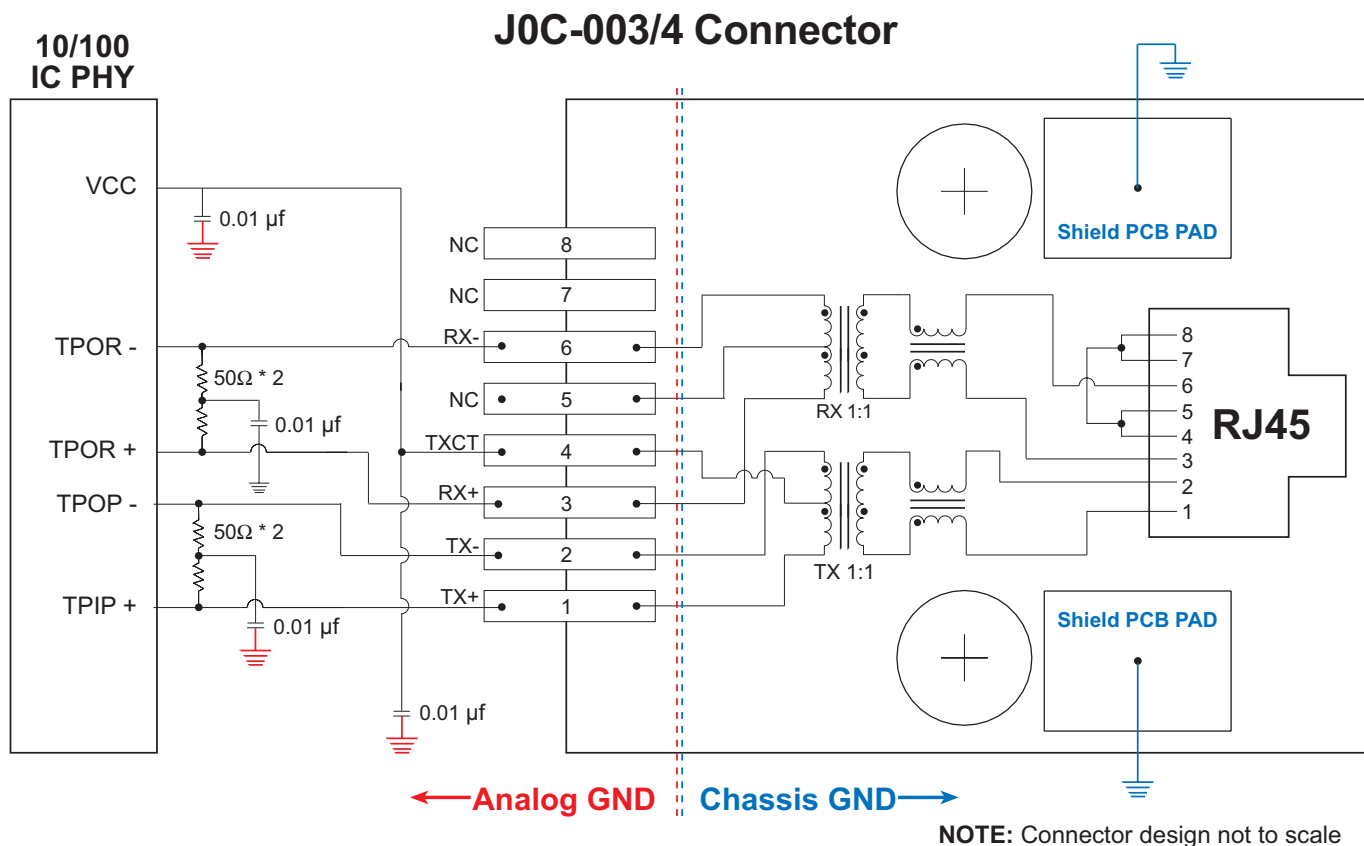 J0C-003/4 Connector
10/100
IC PHY
VCC
0.01 µf
TPOR -
50Ω * 2
0.01 µf
TPOR +
TPOP -
50Ω * 2
TPIP +
0.01 µf
0.01 µf
NC
8
NC
7
RX-
6
NC
5
TXCT
4
RX+
3
TX-
2
TX+
1
Shield PCB PAD
RX 1:1
TX 1:1
8
7
6
5
4
3
2
1
RJ45
Shield PCB PAD
Analog GND
Chassis GND
NOTE: Connector design not to scale